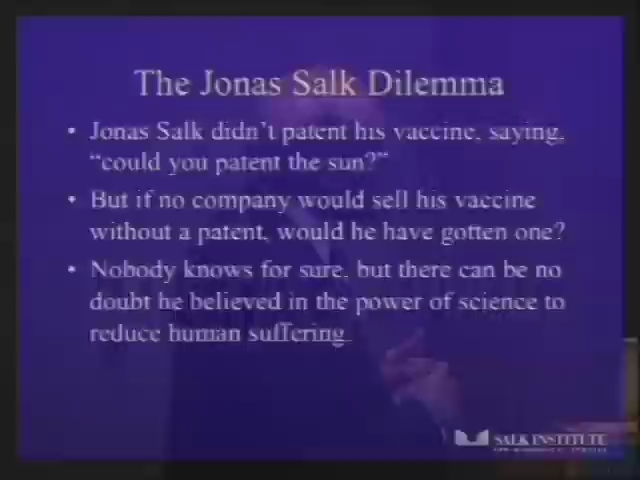 The Jonas Salk Dilemma
• Jonas Salk didn't patent his vaccine, saying,
"could you patent the sun?"
• But if no company would sell his vaccine
without a patent, would he have gotten one?
• Nobody knows for sure, but there can be no
doubt he believed in the power of science to
reduce human suffering.
SALK INSTITUTE